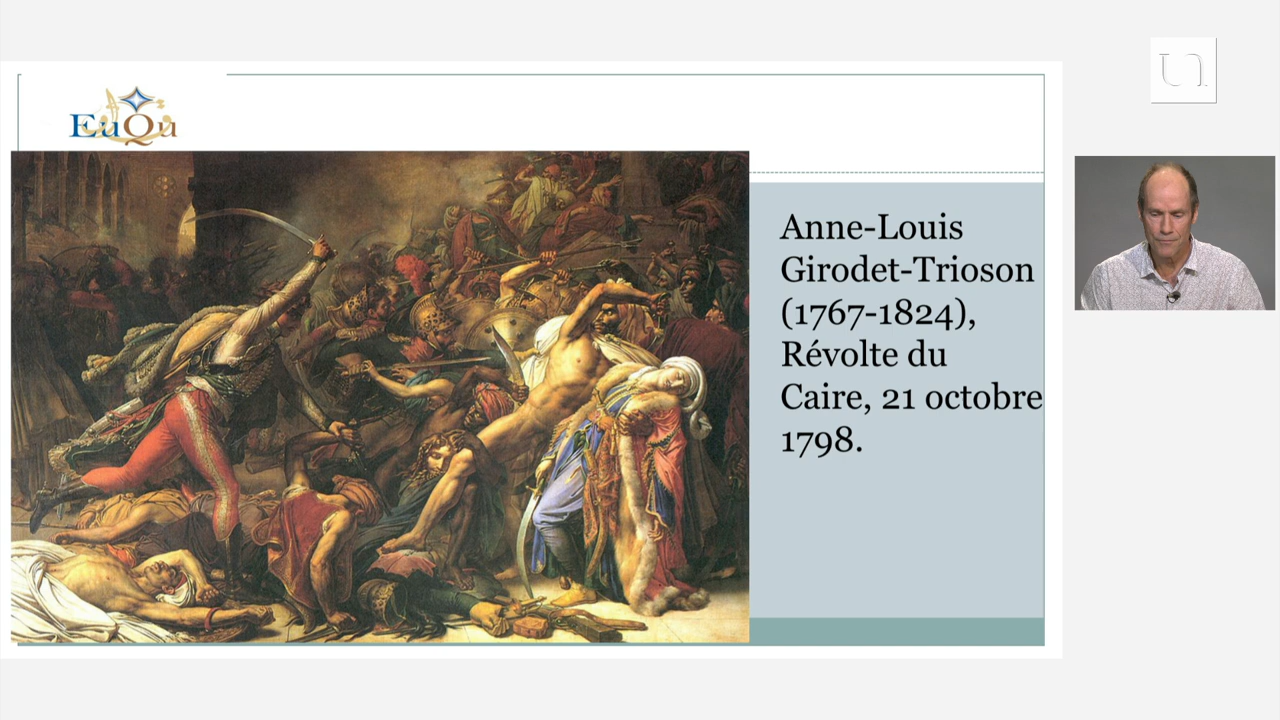 EuQu
Anne-Louis
Girodet-Trioson
(1767-1824),
Révolte du
Caire, 21 octobre
1798.